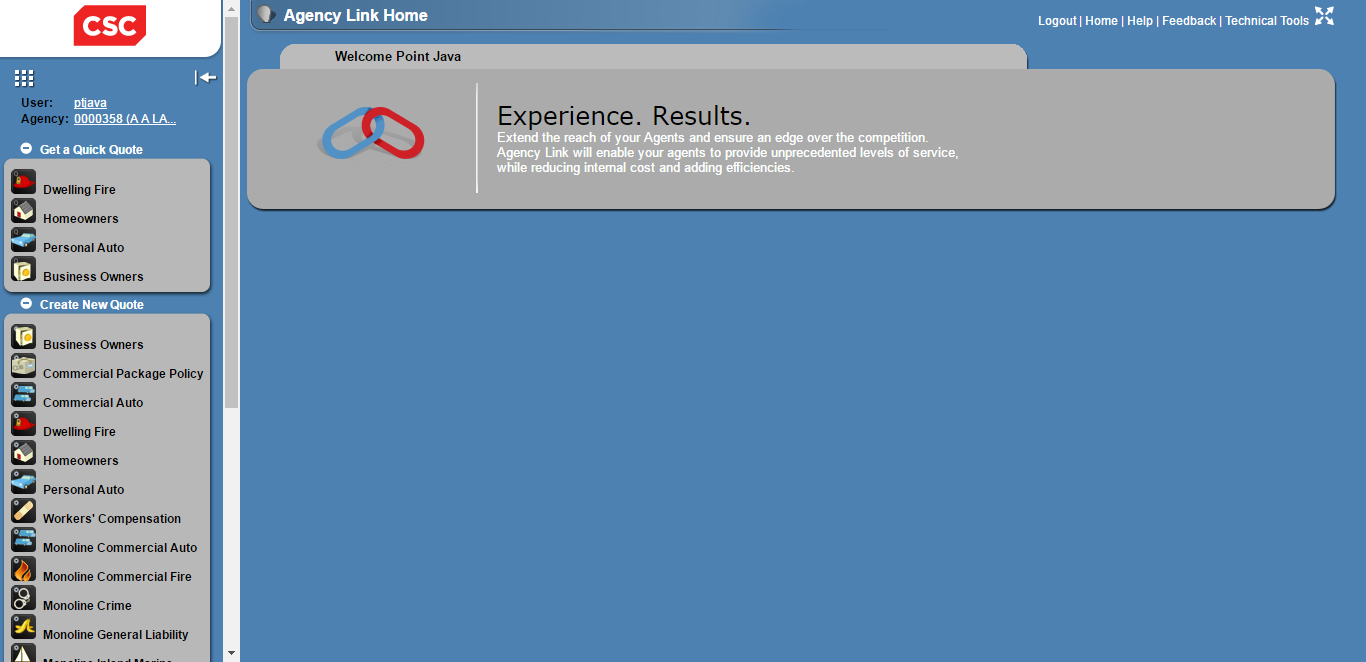 CSC
Agency Link Home
Logout | Home | Help | Feedback | Technical Tools
User: ptjava
Agency: 0000358 (A A LA...
Get a Quick Quote
Dwelling Fire
Homeowners
Personal Auto
Business Owners
Create New Quote
Business Owners
Commercial Package Policy
Commercial Auto
Dwelling Fire
Homeowners
Personal Auto
Workers' Compensation
Monoline Commercial Auto
Monoline Commercial Fire
Monoline Crime
Monoline General Liability
Monoline Inland Marine
Welcome Point Java
Experience. Results.
Extend the reach of your Agents and ensure an edge over the competition.
Agency Link will enable your agents to provide unprecedented levels of service,
while reducing internal cost and adding efficiencies.